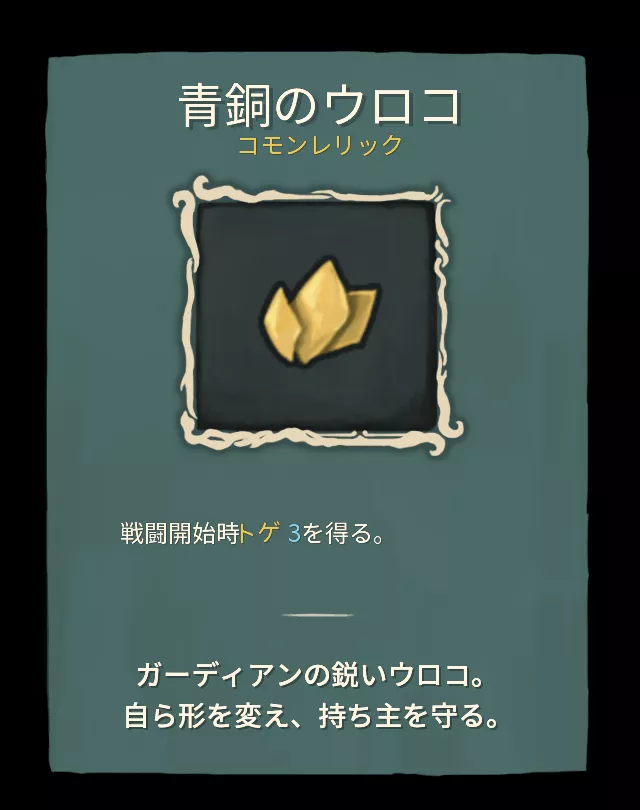 青銅のウロコ
コモンレリック
戦闘開始時トゲ 3を得る。
ガーディアンの鋭いウロコ。
自ら形を変え、持ち主を守る。